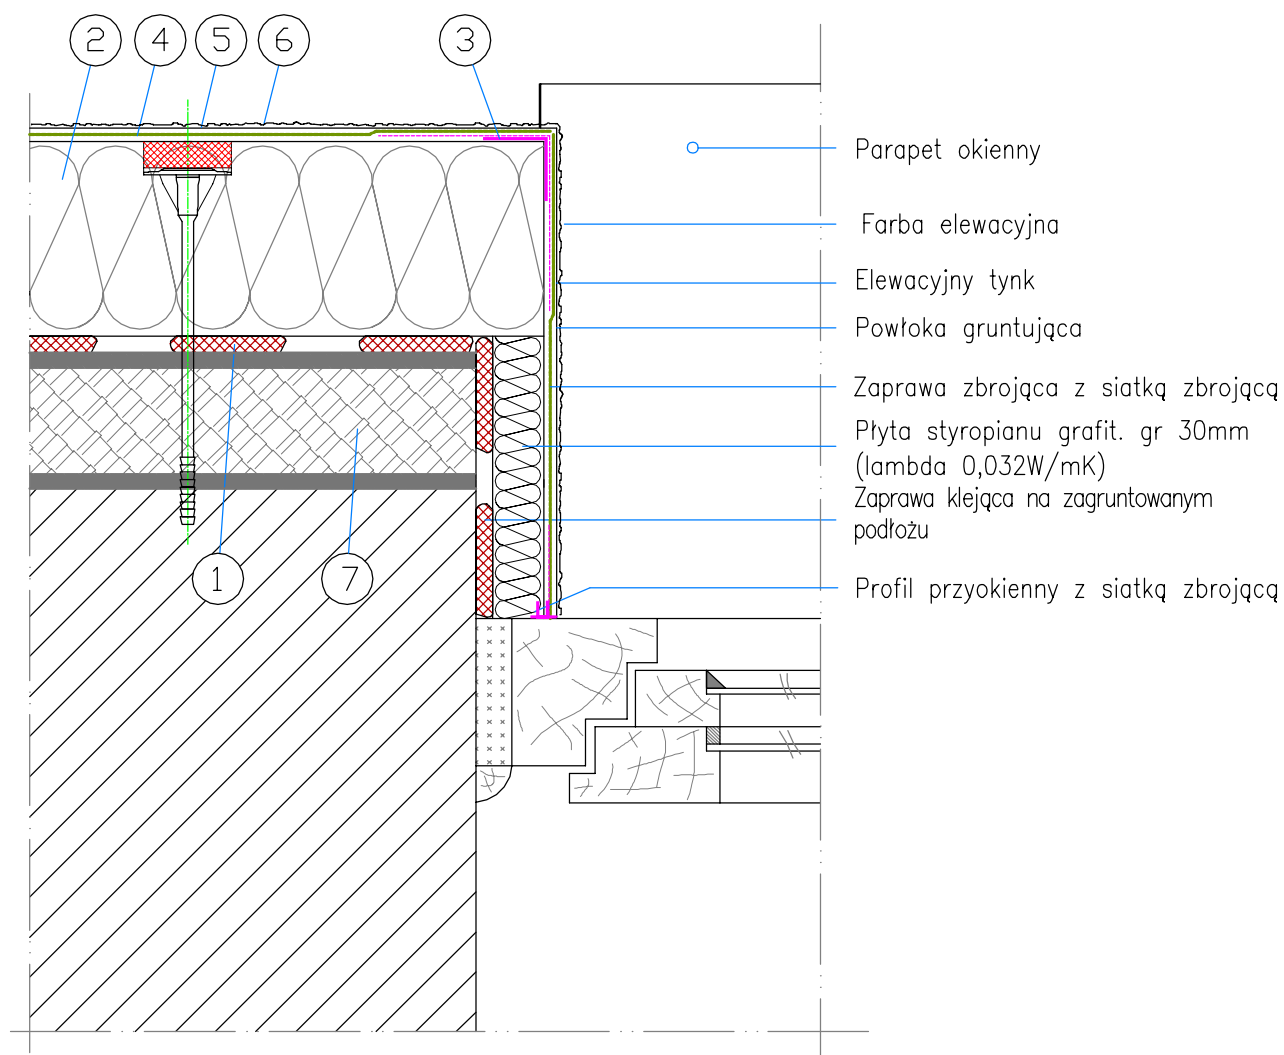 2 4 5 6 3
Parapet okienny
Farba elewacyjna
Elewacyjny tynk
Powłoka gruntująca
Zaprawa zbrojąca z siatką zbrojącą
Płyta styropianu grafit. gr 30mm
(lambda 0,032W/mK)
Zaprawa klejąca na zagruntowanym
podłożu
1 7
Profil przyokienny z siatką zbrojącą